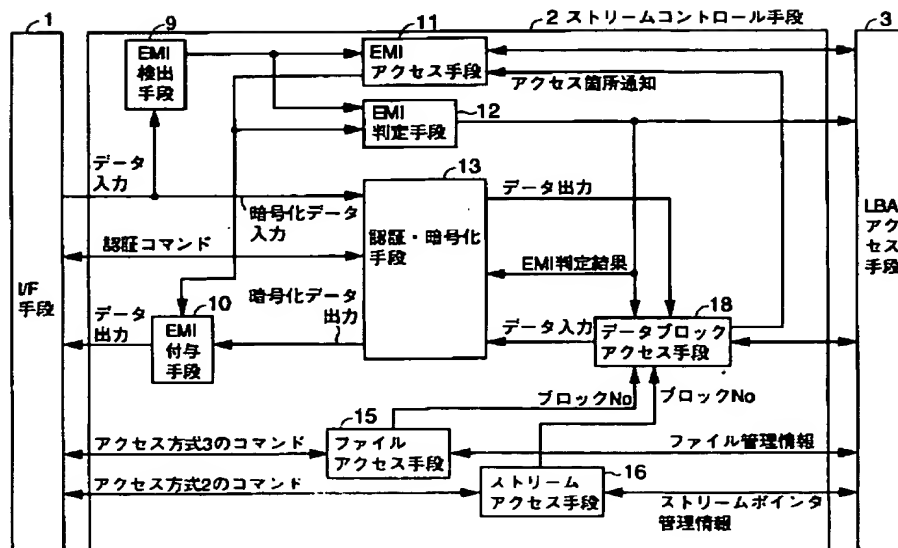 1
2 ストリームコントロール手段
3
9
EMI
検出
手段
11
EMI
アクセス手段
アクセス箇所通知
12
EMI
判定手段
データ
入力
暗号化データ
入力
13
認証・暗号化
手段
データ出力
認証コマンド
EMI判定結果
I/F
手段
LBA
アク
セス
手段
データ
出力
10
EMI
付与
手段
暗号化データ
出力
データ入力
18
データブロック
アクセス手段
ブロックNo
ブロックNo
15
ファイル
アクセス手段
アクセス方式3のコマンド
ファイル管理情報
16
ストリーム
アクセス手段
アクセス方式2のコマンド
ストリームポインタ
管理情報